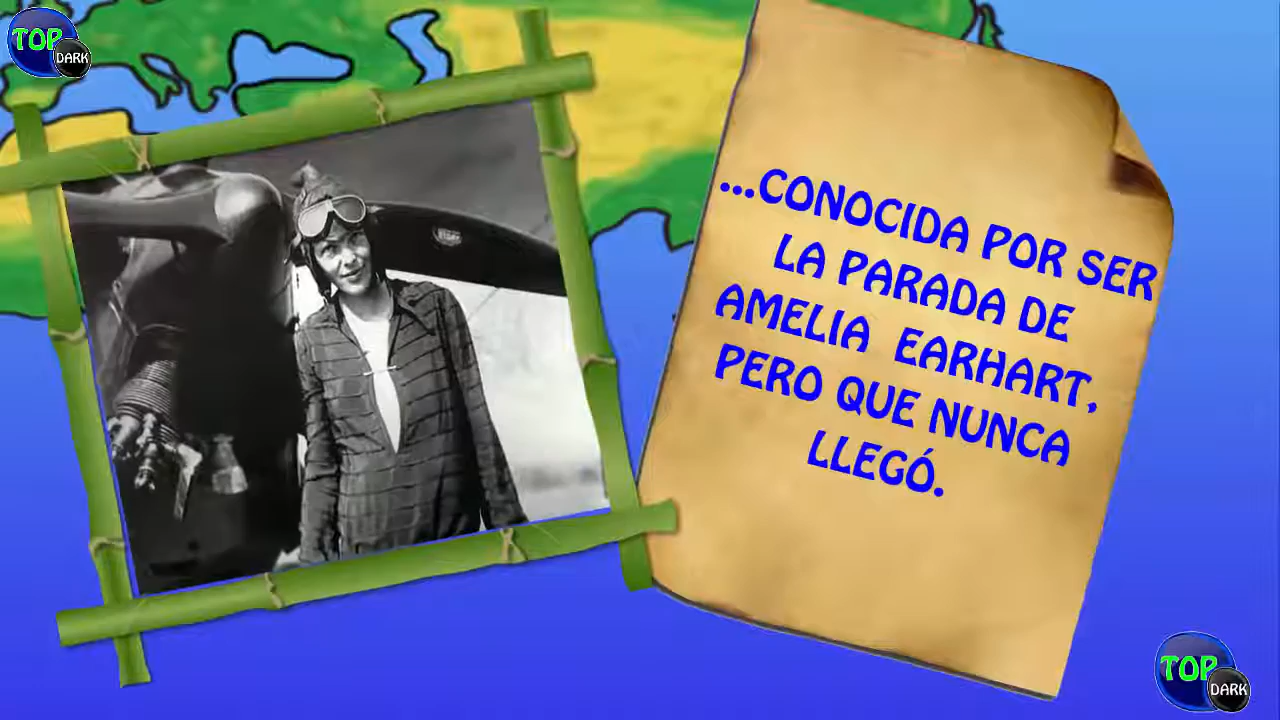 TOP
DARK
...CONOCIDA POR SER
LA PARADA DE
AMELIA EARHART,
PERO QUE NUNCA
LLEGÓ.
TOP
DARK